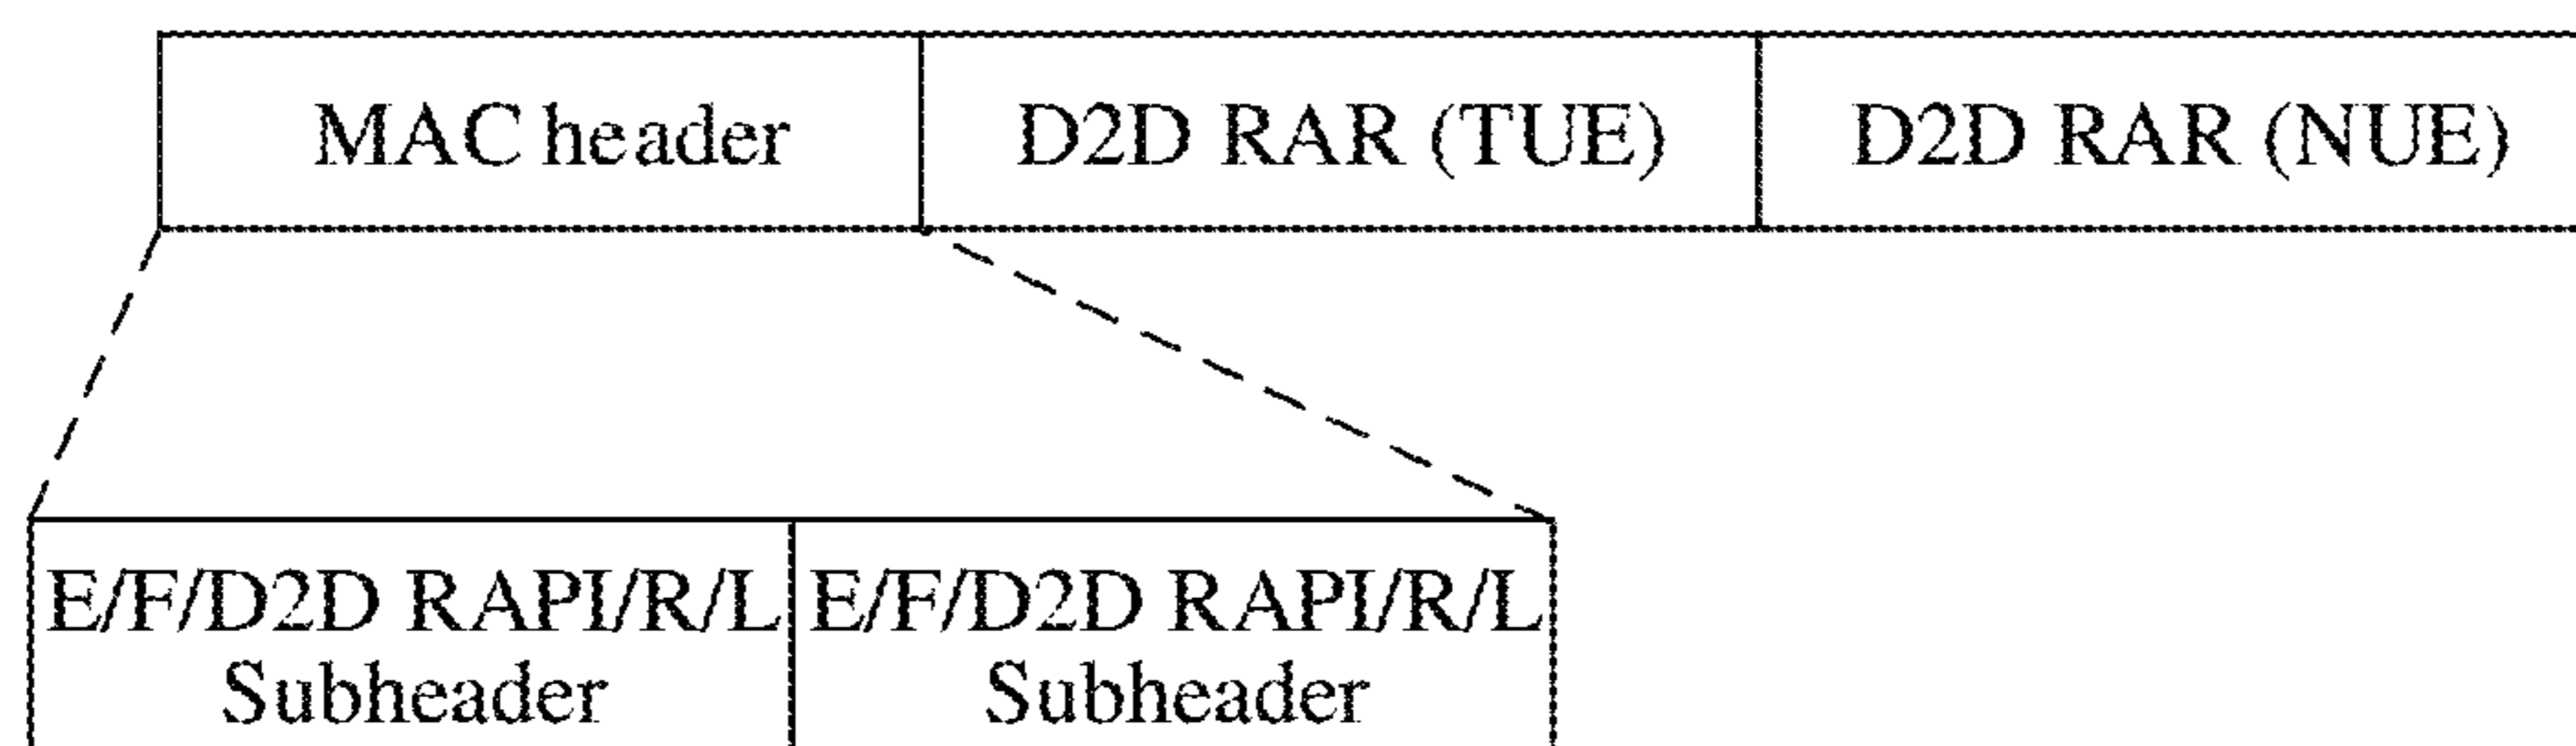 MAC header D2D RAR (TUE) D2D RAR (NUE)
E/F/D2D RAPI/R/L E/F/D2D RAPI/R/L
Subheader Subheader